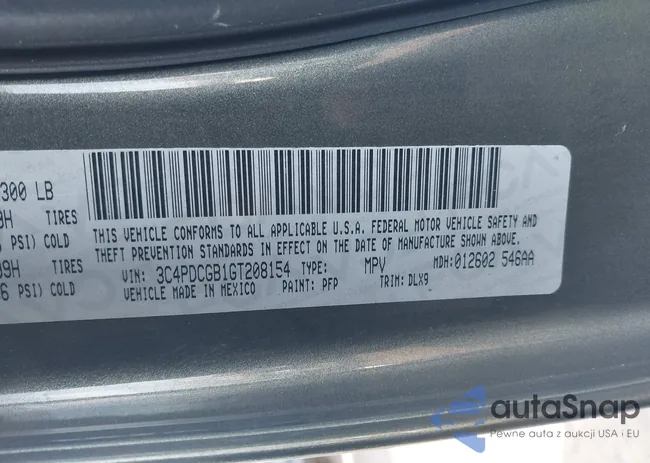 300 LB
TIRES
PSI) COLD
TIRES
PSI) COLD
THIS VEHICLE CONFORMS TO ALL APPLICABLE U.S.A. FEDERAL MOTOR VEHICLE SAFETY AND
THEFT PREVENTION STANDARDS IN EFFECT ON THE DATE OF MANUFACTURE SHOWN ABOVE.
VIN: 3C4PDCGB1GT208154 TYPE: MPV MDH:012602 546AA
VEHICLE MADE IN MEXICO PAINT: PFP TRIM: DLX9
autaSnap
Pewne auta z aukcji USA i EU